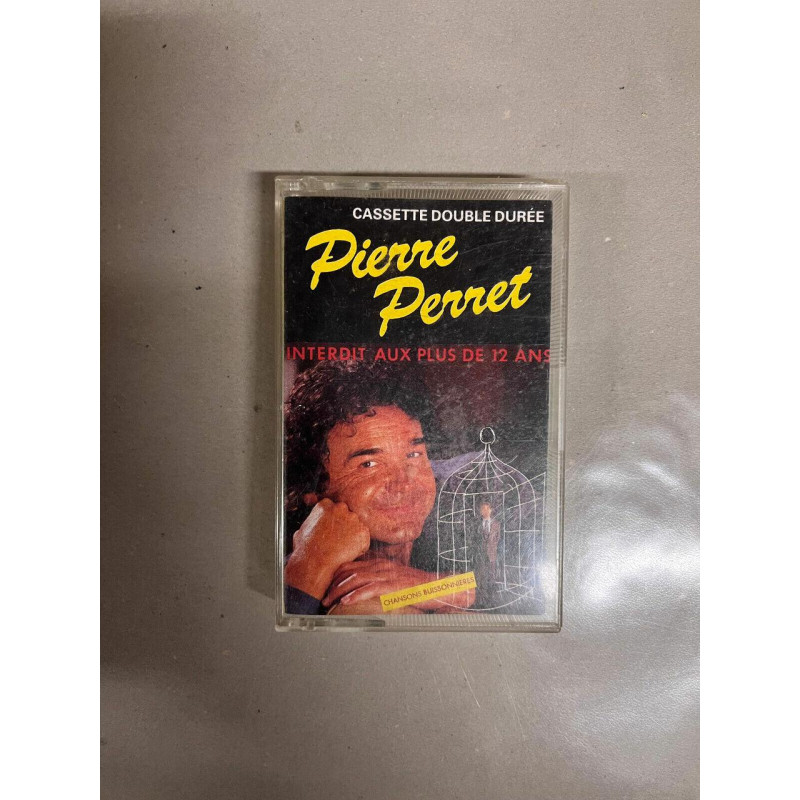 CASSETTE DOUBLE DURÉE
Pierre
Perret
INTERDIT AUX PLUS DE 12 ANS
CHANSONS BUISSONNIÈRES